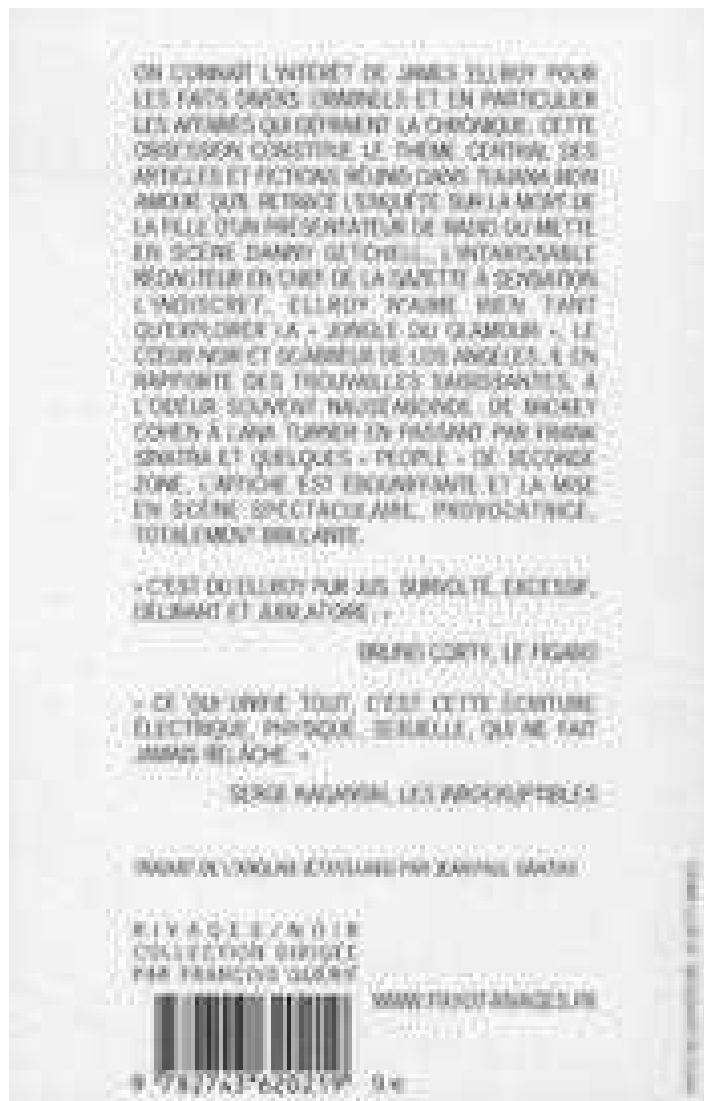 ON CONNAÎT L'INTÉRÊT DE JAMES ELLROY POUR
LES FAITS DIVERS CRIMINELS ET EN PARTICULIER
LES AFFAIRES QUI DÉFRAIENT LA CHRONIQUE. CETTE
OBSESSION CONSTITUE LE THÈME CENTRAL DES
ARTICLES ET FICTIONS RÉUNIS DANS TIJUANA MON
AMOUR. QU'IL RETRACE L'ENQUÊTE SUR LA MORT DE
LA FILLE D'UN PRÉSENTATEUR DE RADIO OU METTE
EN SCÈNE DANNY GETCHELL, L'INTARISSABLE
RÉDACTEUR EN CHEF DE LA GAZETTE À SENSATION
L'INDISCRET, ELLROY N'AIME RIEN TANT
QU'EXPLORER LA « JUNGLE DU GLAMOUR », LE
CŒUR NOIR ET SCABREUX DE LOS ANGELES. IL EN
RAPPORTE DES TROUVAILLES SAISISSANTES, À
L'ODEUR SOUVENT NAUSÉABONDE. DE MICKEY
COHEN À LANA TURNER EN PASSANT PAR FRANK
SINATRA ET QUELQUES « PEOPLE » DE SECONDE
ZONE, L'AFFICHE EST ÉBOURIFFANTE ET LA MISE
EN SCÈNE SPECTACULAIRE, PROVOCATRICE,
TOTALEMENT BRILLANTE.
« C'EST DU ELLROY PUR JUS. SURVOLTÉ, EXCESSIF,
DÉLIRANT ET JUBILATOIRE. »
BRUNO CORTY, LE FIGARO
« CE QUI UNIFIE TOUT, C'EST CETTE ÉCRITURE
ÉLECTRIQUE, PHYSIQUE, SEXUELLE, QUI NE FAIT
JAMAIS RELÂCHE. »
SERGE KAGANSKI, LES INROCKUPTIBLES
TRADUIT DE L'ANGLAIS (ÉTATS-UNIS) PAR JEAN-PAUL GRATIAS
RIVAGES/NOIR
COLLECTION DIRIGÉE
PAR FRANÇOIS GUÉRIF
WWW.PAYOT-RIVAGES.FR
9 782743 620219 9 €